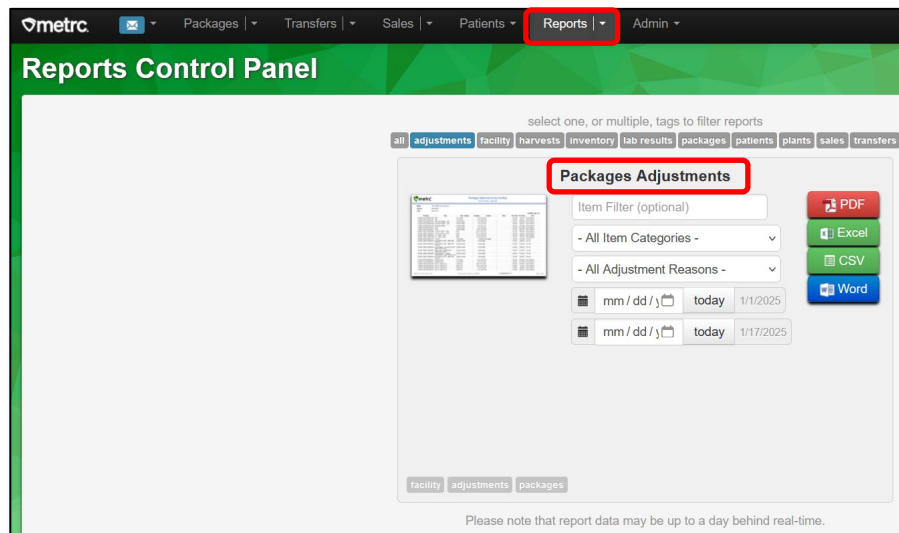 metrc. Packages Transfers Sales Patients Reports Admin
Reports Control Panel
select one, or multiple, tags to filter reports
all adjustments facility harvests inventory lab results packages patients plants sales transfers
Packages Adjustments
Item Filter (optional) PDF
- All Item Categories - Excel
- All Adjustment Reasons - CSV
mm / dd / y today 1/1/2025 Word
mm / dd / y today 1/17/2025
facility adjustments packages
Please note that report data may be up to a day behind real-time.